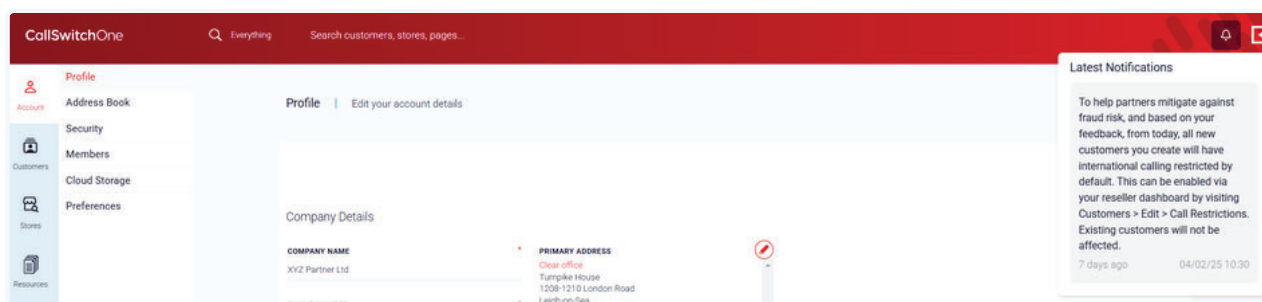 CallSwitchOne
Everything
Search customers, stores, pages...
Account
Customers
Stores
Resources
Profile
Address Book
Security
Members
Cloud Storage
Preferences
Profile | Edit your account details
Company Details
COMPANY NAME *
XYZ Partner Ltd
PRIMARY ADDRESS
Clear office
Turnpike House
1208-1210 London Road
Leigh-on-Sea
Latest Notifications
To help partners mitigate against
fraud risk, and based on your
feedback, from today, all new
customers you create will have
international calling restricted by
default. This can be enabled via
your reseller dashboard by visiting
Customers > Edit > Call Restrictions.
Existing customers will not be
affected.
7 days ago 04/02/25 10:30